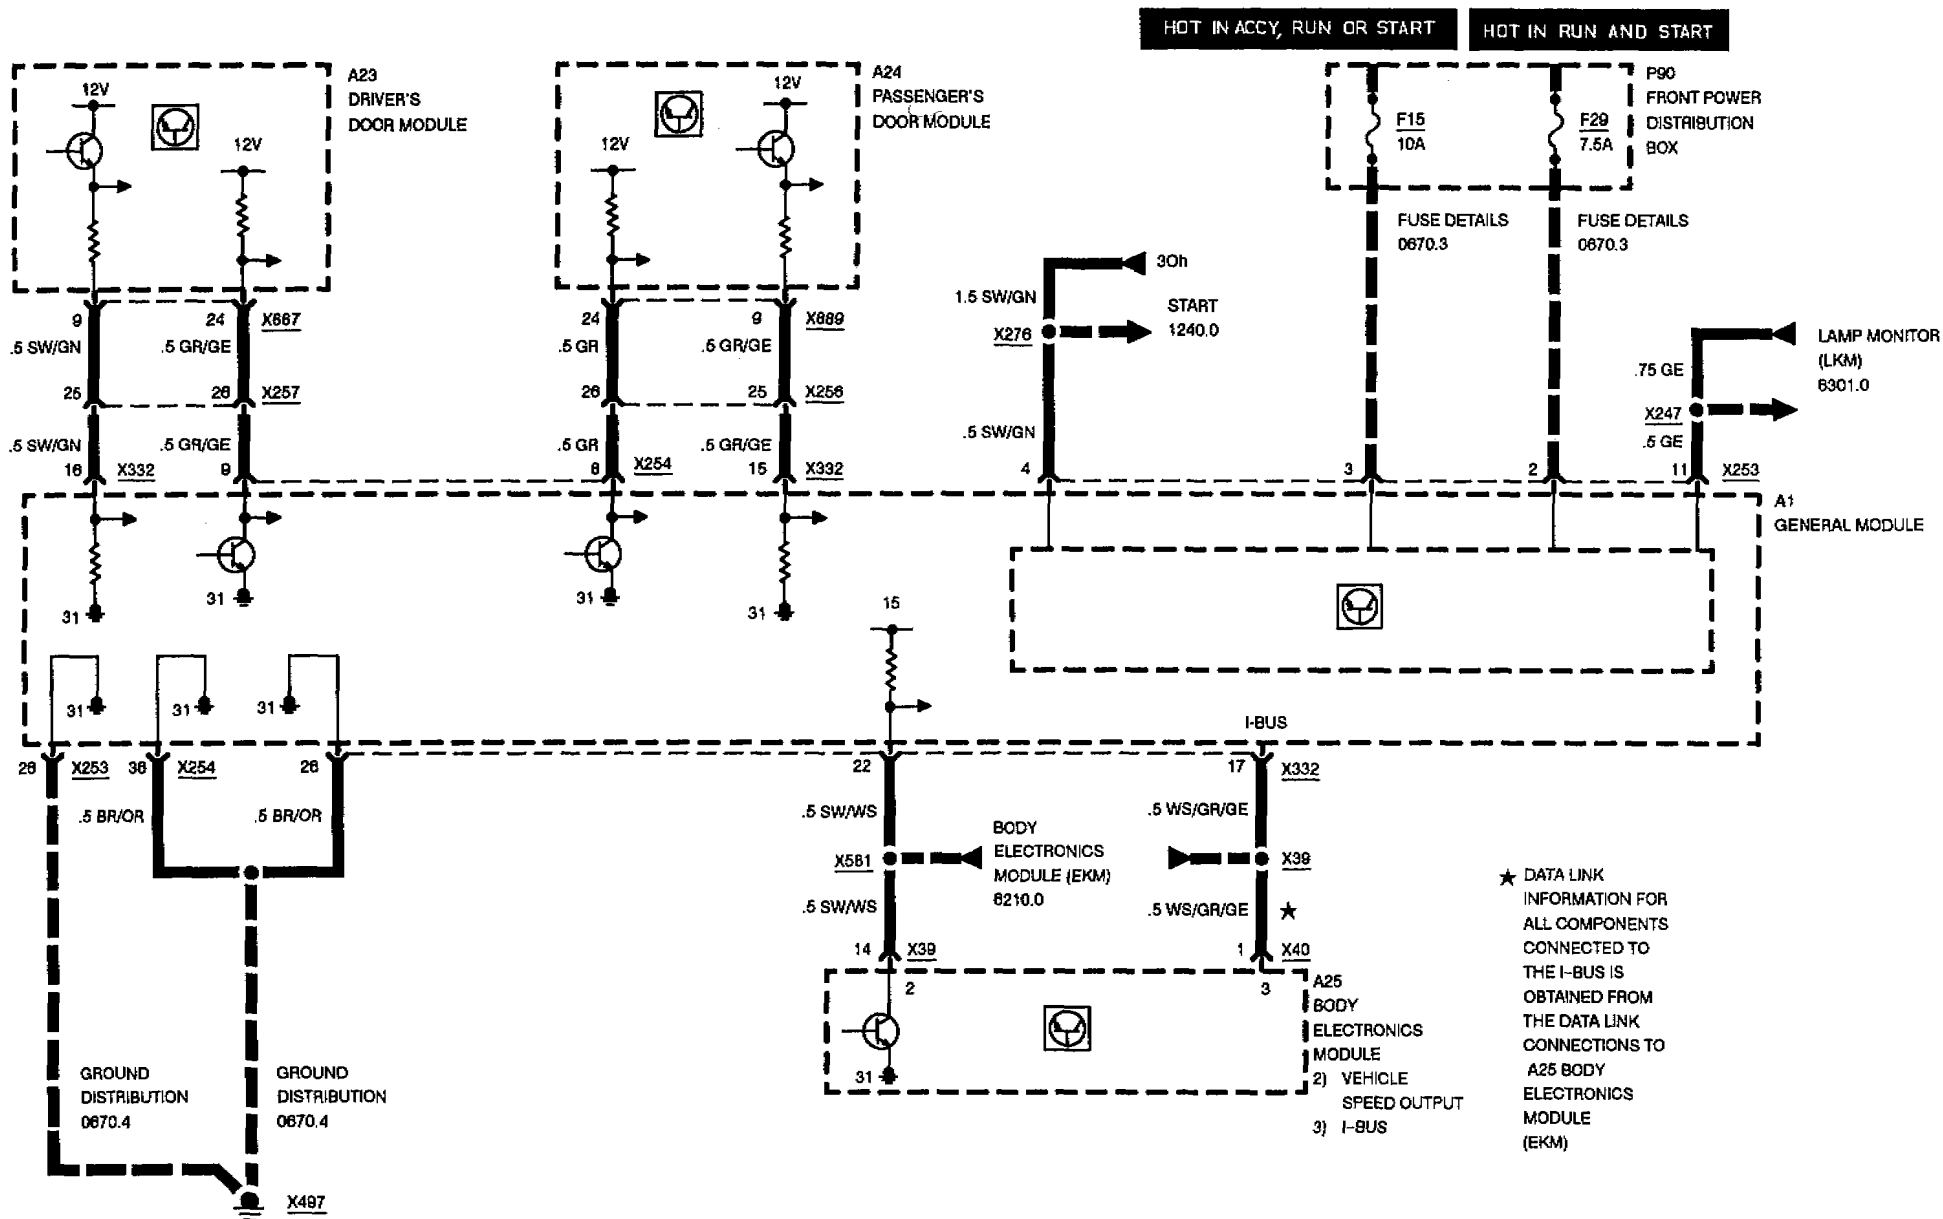 HOT IN ACCY, RUN OR START
HOT IN RUN AND START
A23
DRIVER'S
DOOR MODULE
12V
12V
A24
PASSENGER'S
DOOR MODULE
12V
12V
P90
FRONT POWER
DISTRIBUTION
BOX
F15
10A
F29
7.5A
FUSE DETAILS
0670.3
FUSE DETAILS
0670.3
30h
1.5 SW/GN
START
1240.0
X276
.5 SW/GN
LAMP MONITOR
(LKM)
6301.0
.75 GE
X247
.5 GE
9
24
X667
.5 SW/GN
.5 GR/GE
25
26
X257
.5 SW/GN
.5 GR/GE
16
X332
9
24
9
X689
.5 GR
.5 GR/GE
26
25
X256
.5 GR
.5 GR/GE
8
X254
15
X332
4
3
2
11
X253
A1
GENERAL MODULE
31
31
31
31
15
31
31
31
I-BUS
26
X253
38
X254
26
22
17
X332
.5 BR/OR
.5 BR/OR
.5 SW/WS
.5 WS/GR/GE
X581
BODY
ELECTRONICS
MODULE (EKM)
6210.0
X39
.5 SW/WS
.5 WS/GR/GE
★
14
X39
1
X40
2
3
31
A25
BODY
ELECTRONICS
MODULE
2) VEHICLE
SPEED OUTPUT
3) I-BUS
★ DATA LINK
INFORMATION FOR
ALL COMPONENTS
CONNECTED TO
THE I-BUS IS
OBTAINED FROM
THE DATA LINK
CONNECTIONS TO
A25 BODY
ELECTRONICS
MODULE
(EKM)
GROUND
DISTRIBUTION
0670.4
GROUND
DISTRIBUTION
0670.4
X497